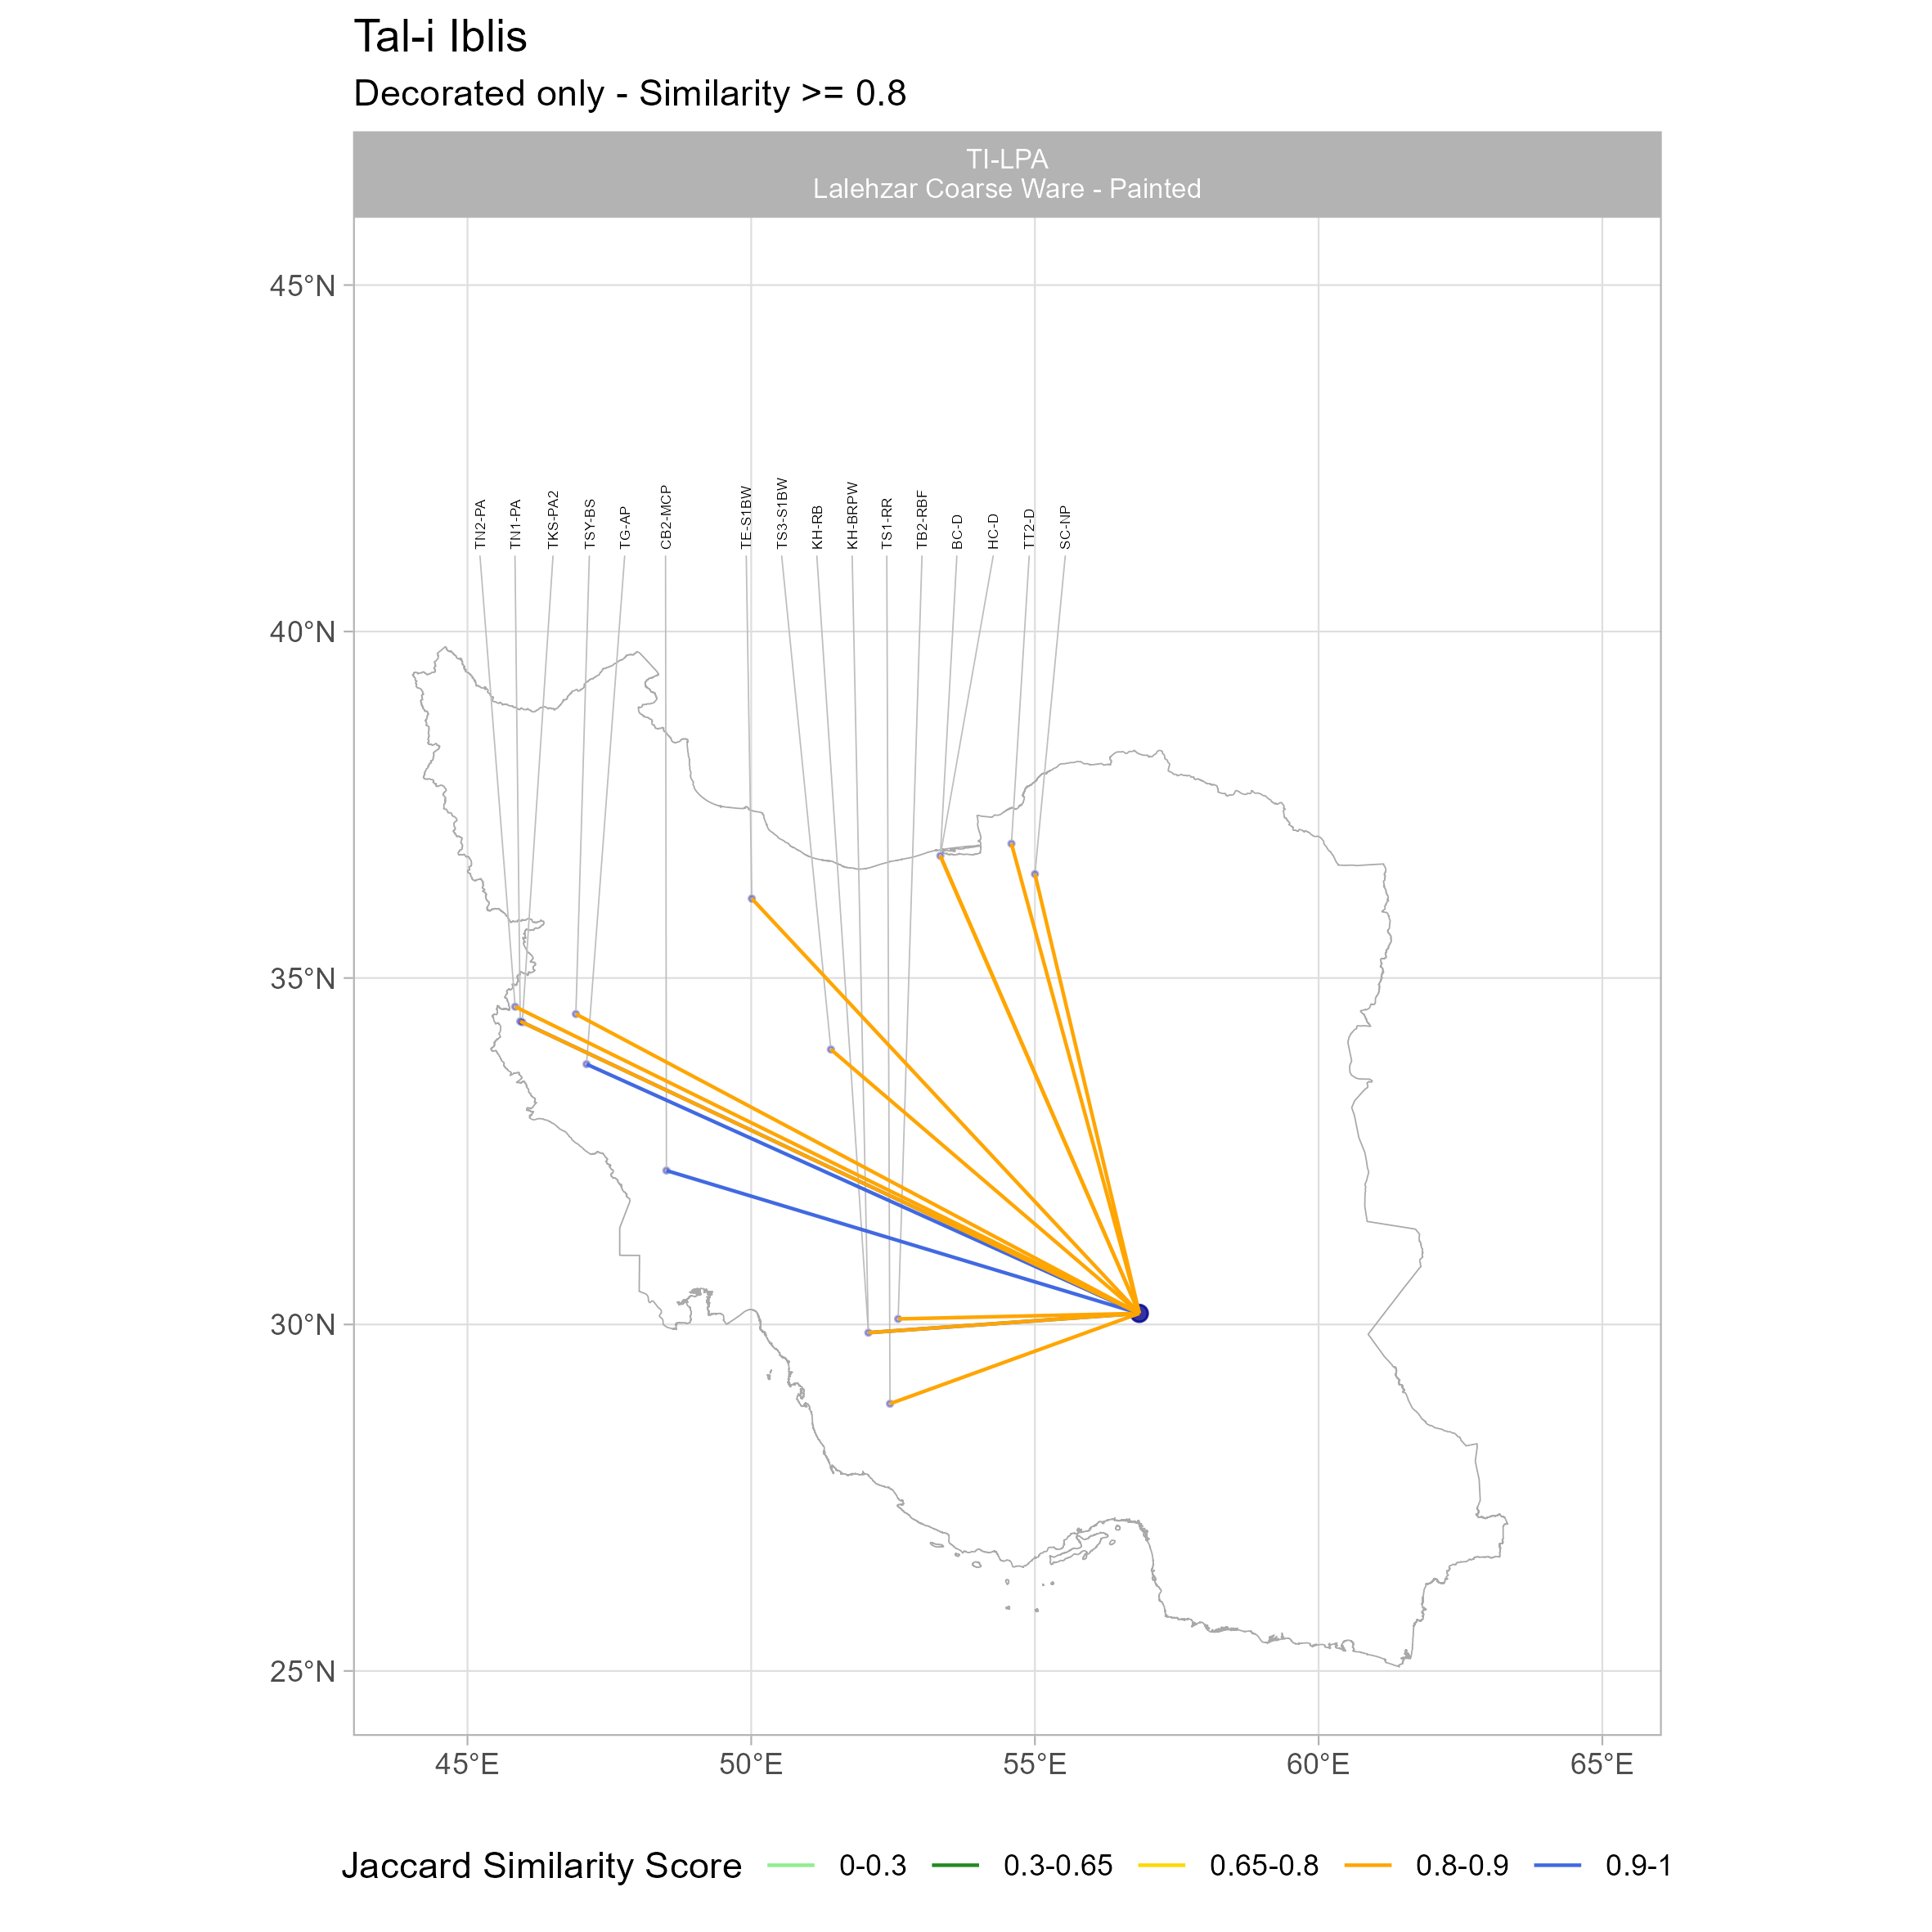 Tal-i Iblis
Decorated only - Similarity >= 0.8
TI-LPA
Lalehzar Coarse Ware - Painted
45°N
40°N
35°N
30°N
25°N
TN2-PA
TN1-PA
TKS-PA2
TSY-BS
TG-AP
CB2-MCP
TE-S1BW
TS3-S1BW
KH-RB
KH-BRPW
TS1-RR
TB2-RBF
BC-D
HC-D
TT2-D
SC-NP
45°E 50°E 55°E 60°E 65°E
Jaccard Similarity Score 0-0.3 0.3-0.65 0.65-0.8 0.8-0.9 0.9-1